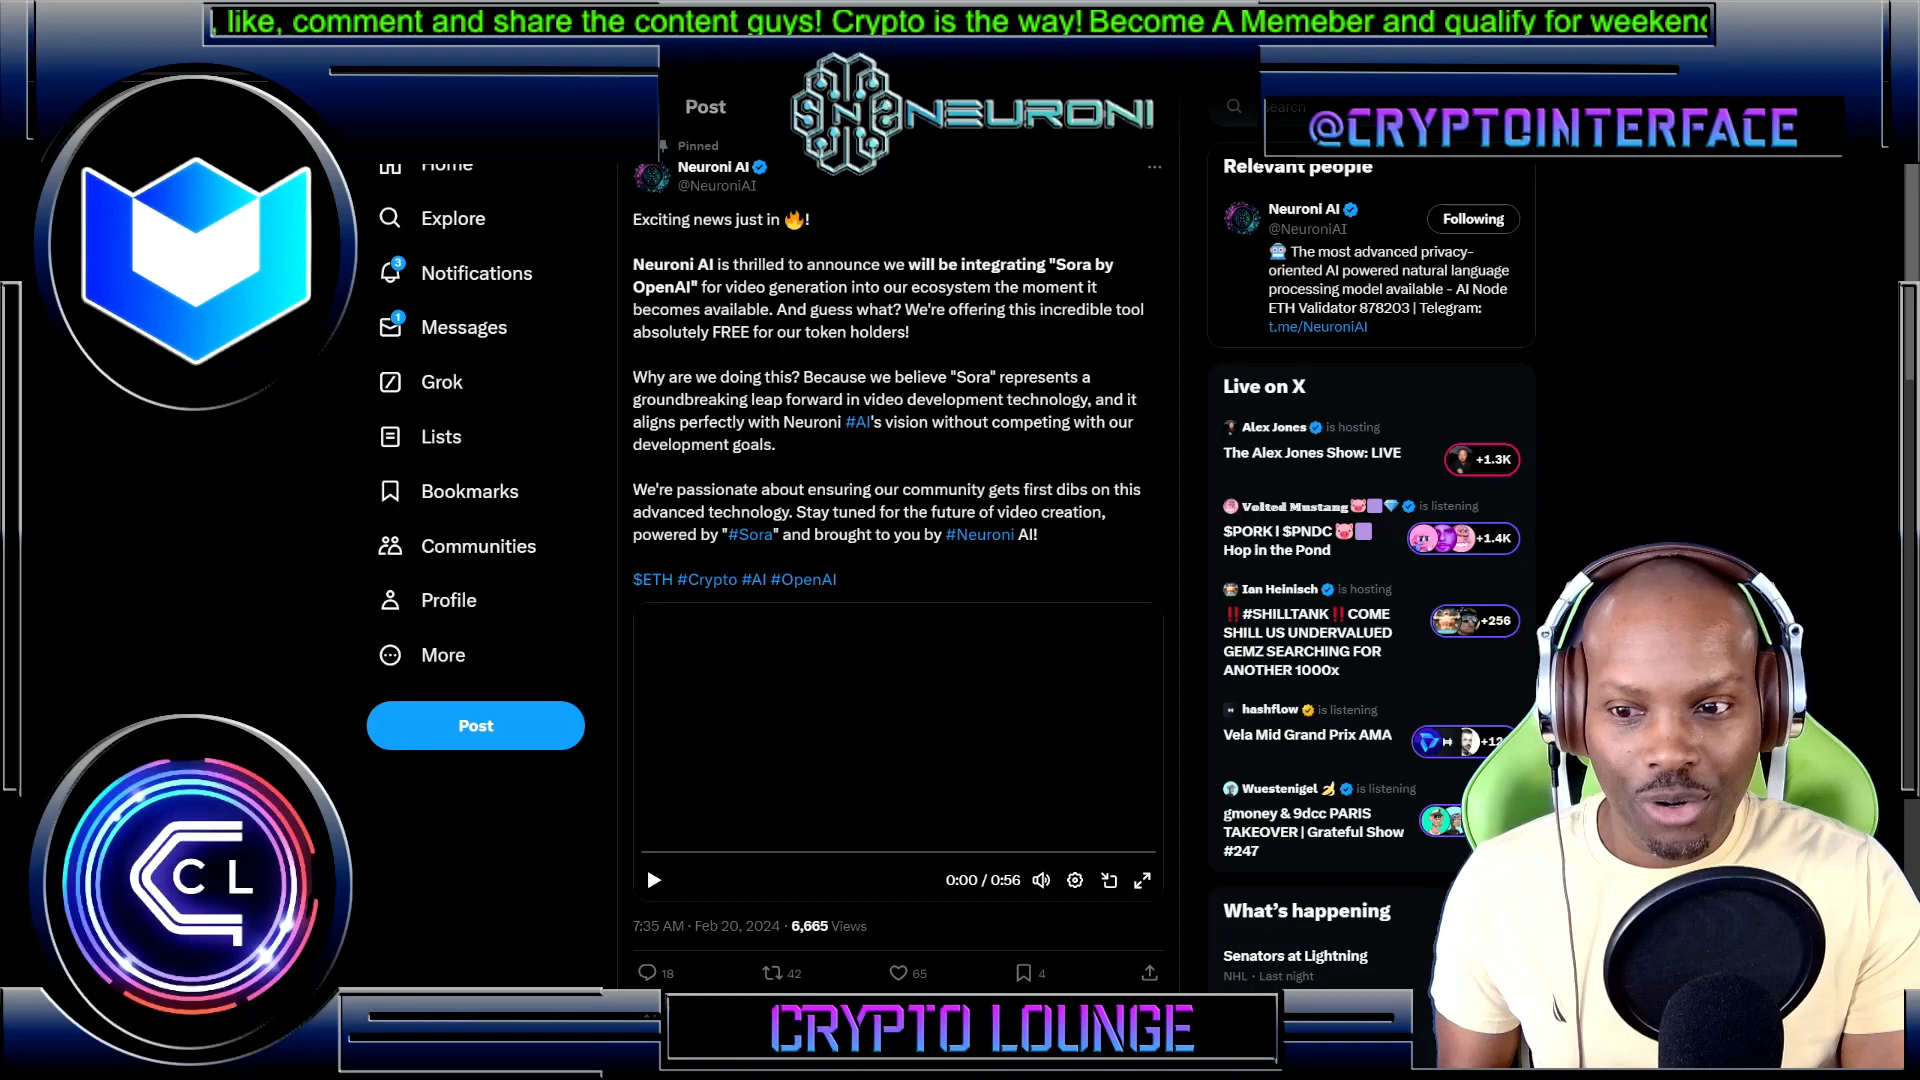 , like, comment and share the content guys! Crypto is the way! Become A Memeber and qualify for weekend
NEURONI
@CRYPTOINTERFACE
Post
Search
Home
Explore
Notifications
3
Messages
1
Grok
Lists
Bookmarks
Communities
Profile
More
Post
CL
Pinned
Neuroni AI
@NeuroniAI
Exciting news just in 🔥!
Neuroni AI is thrilled to announce we will be integrating "Sora by
OpenAI" for video generation into our ecosystem the moment it
becomes available. And guess what? We're offering this incredible tool
absolutely FREE for our token holders!
Why are we doing this? Because we believe "Sora" represents a
groundbreaking leap forward in video development technology, and it
aligns perfectly with Neuroni #AI's vision without competing with our
development goals.
We're passionate about ensuring our community gets first dibs on this
advanced technology. Stay tuned for the future of video creation,
powered by "#Sora" and brought to you by #Neuroni AI!
$ETH #Crypto #AI #OpenAI
0:00 / 0:56
7:35 AM · Feb 20, 2024 · 6,665 Views
18 42 65 4
Relevant people
Neuroni AI
@NeuroniAI
Following
🤖 The most advanced privacy-
oriented AI powered natural language
processing model available - AI Node
ETH Validator 878203 | Telegram:
t.me/NeuroniAI
Live on X
Alex Jones is hosting
The Alex Jones Show: LIVE
+1.3K
Volted Mustang🐷🟪💎 is listening
$PORK | $PNDC 🐷🟪
Hop in the Pond
+1.4K
Ian Heinisch is hosting
‼️#SHILLTANK‼️COME
SHILL US UNDERVALUED
GEMZ SEARCHING FOR
ANOTHER 1000x
+256
hashflow is listening
Vela Mid Grand Prix AMA
Wuestenigel 🍌 is listening
gmoney & 9dcc PARIS
TAKEOVER | Grateful Show
#247
What's happening
Senators at Lightning
NHL · Last night
CRYPTO LOUNGE